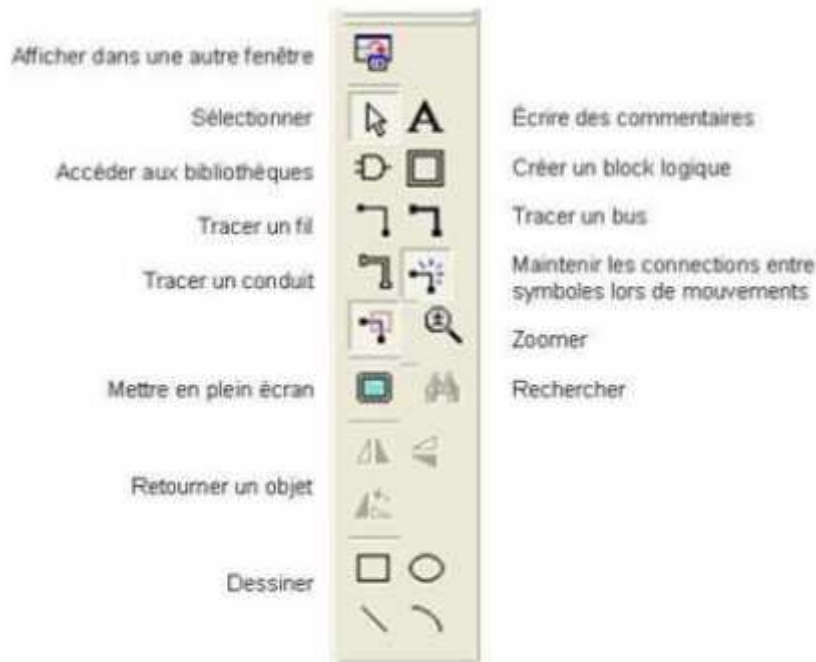 Afficher dans une autre fenêtre
Sélectionner
A
Écrire des commentaires
Accéder aux bibliothèques
Créer un block logique
Tracer un fil
Tracer un bus
Tracer un conduit
Maintenir les connections entre
symboles lors de mouvements
Zoomer
Mettre en plein écran
Rechercher
Retourner un objet
Dessiner